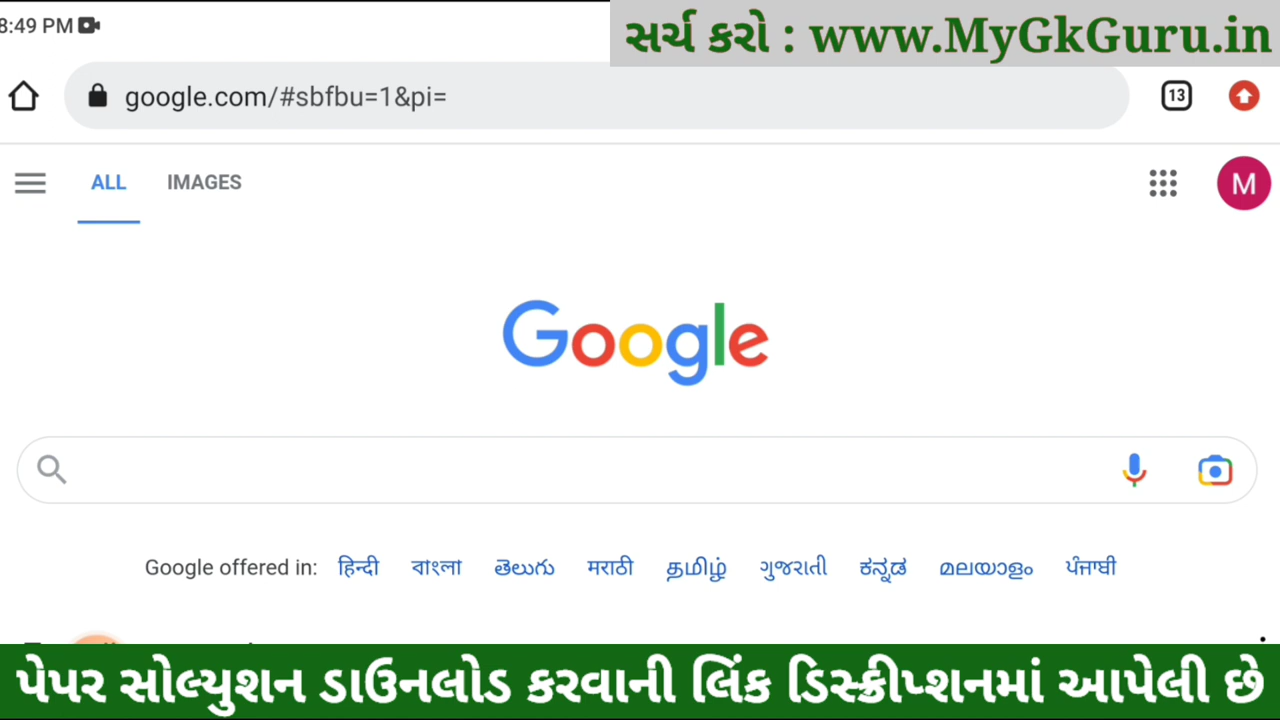 8:49 PM
સર્ચ કરો : www.MyGkGuru.in
google.com/#sbfbu=1&pi=
13
ALL IMAGES
M
Google
Google offered in: हिन्दी বাংলা తెలుగు मराठी தமிழ் ગુજરાતી ಕನ್ನಡ മലയാളം ਪੰਜਾਬੀ
પેપર સોલ્યુશન ડાઉનલોડ કરવાની લિંક ડિસ્ક્રીપ્શનમાં આપેલી છે